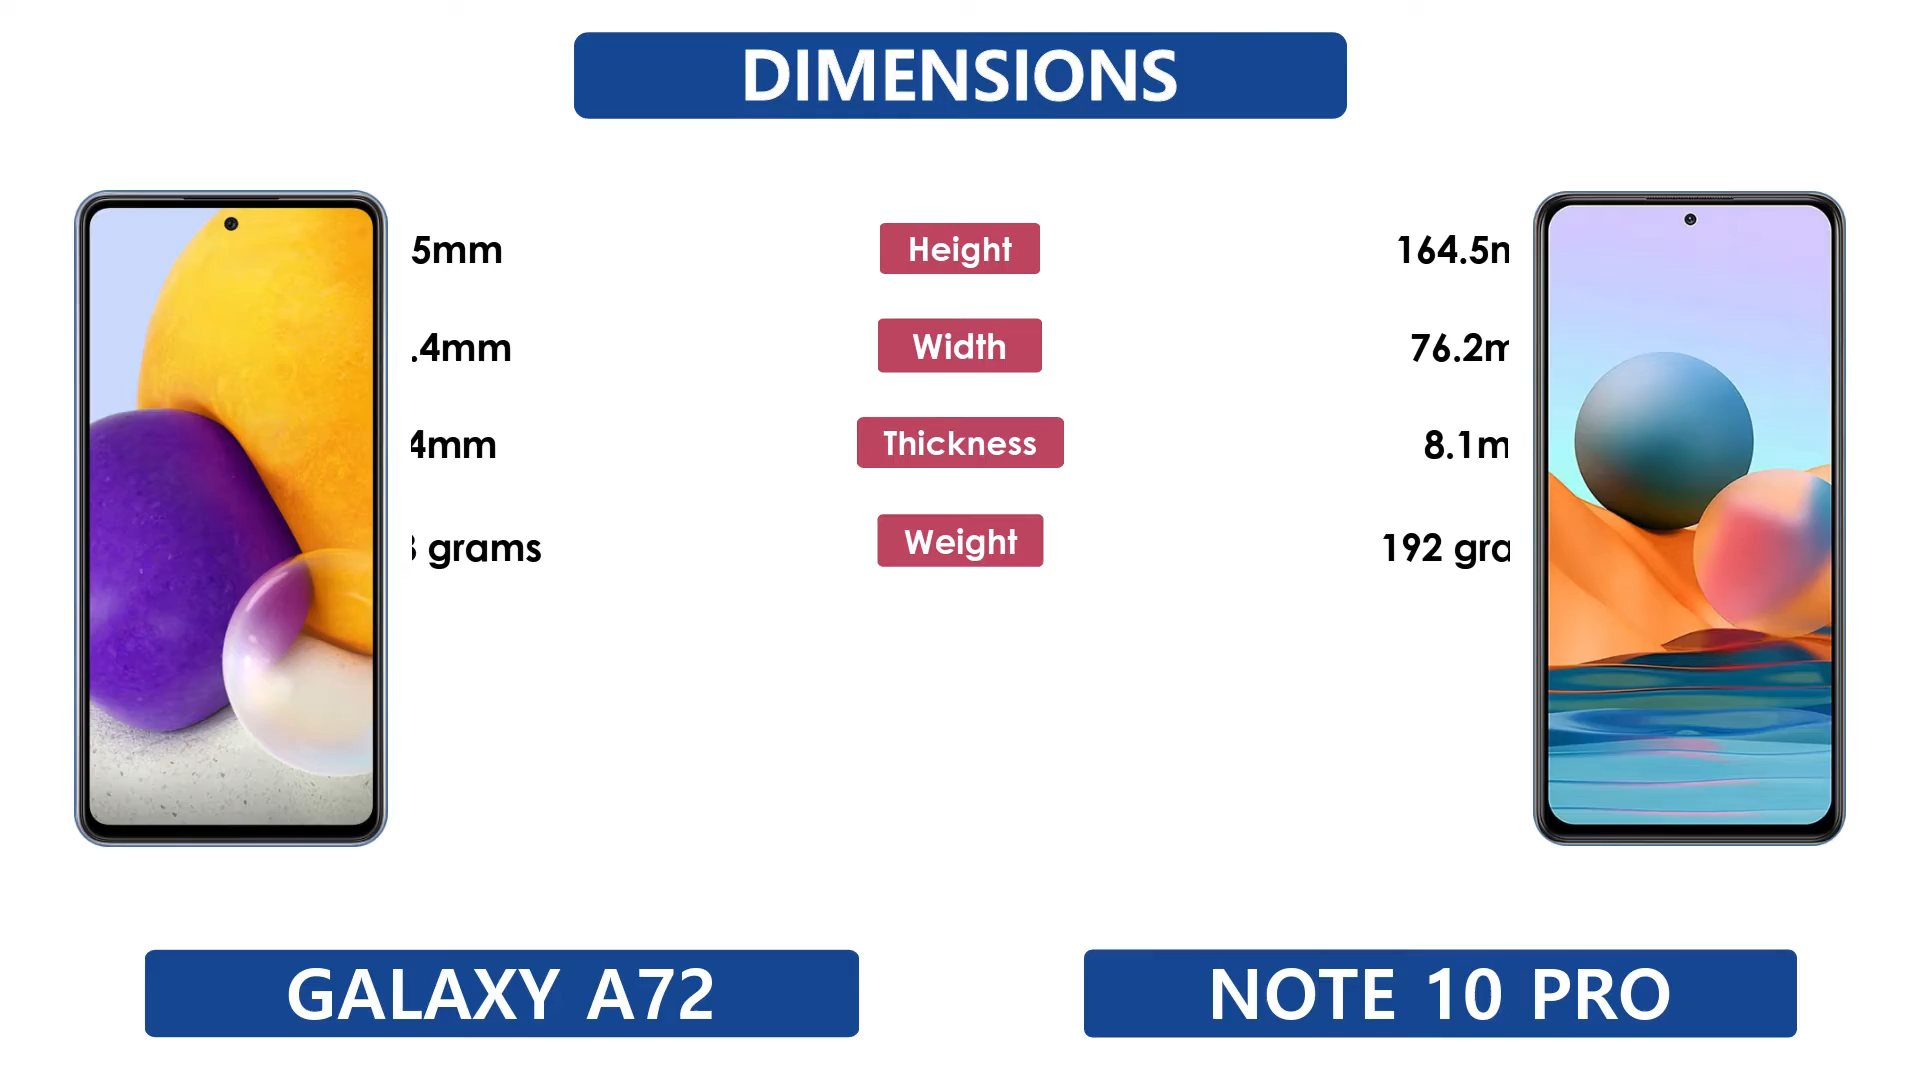 DIMENSIONS
5mm Height 164.5m
.4mm Width 76.2m
4mm Thickness 8.1m
grams Weight 192 gra
GALAXY A72 NOTE 10 PRO